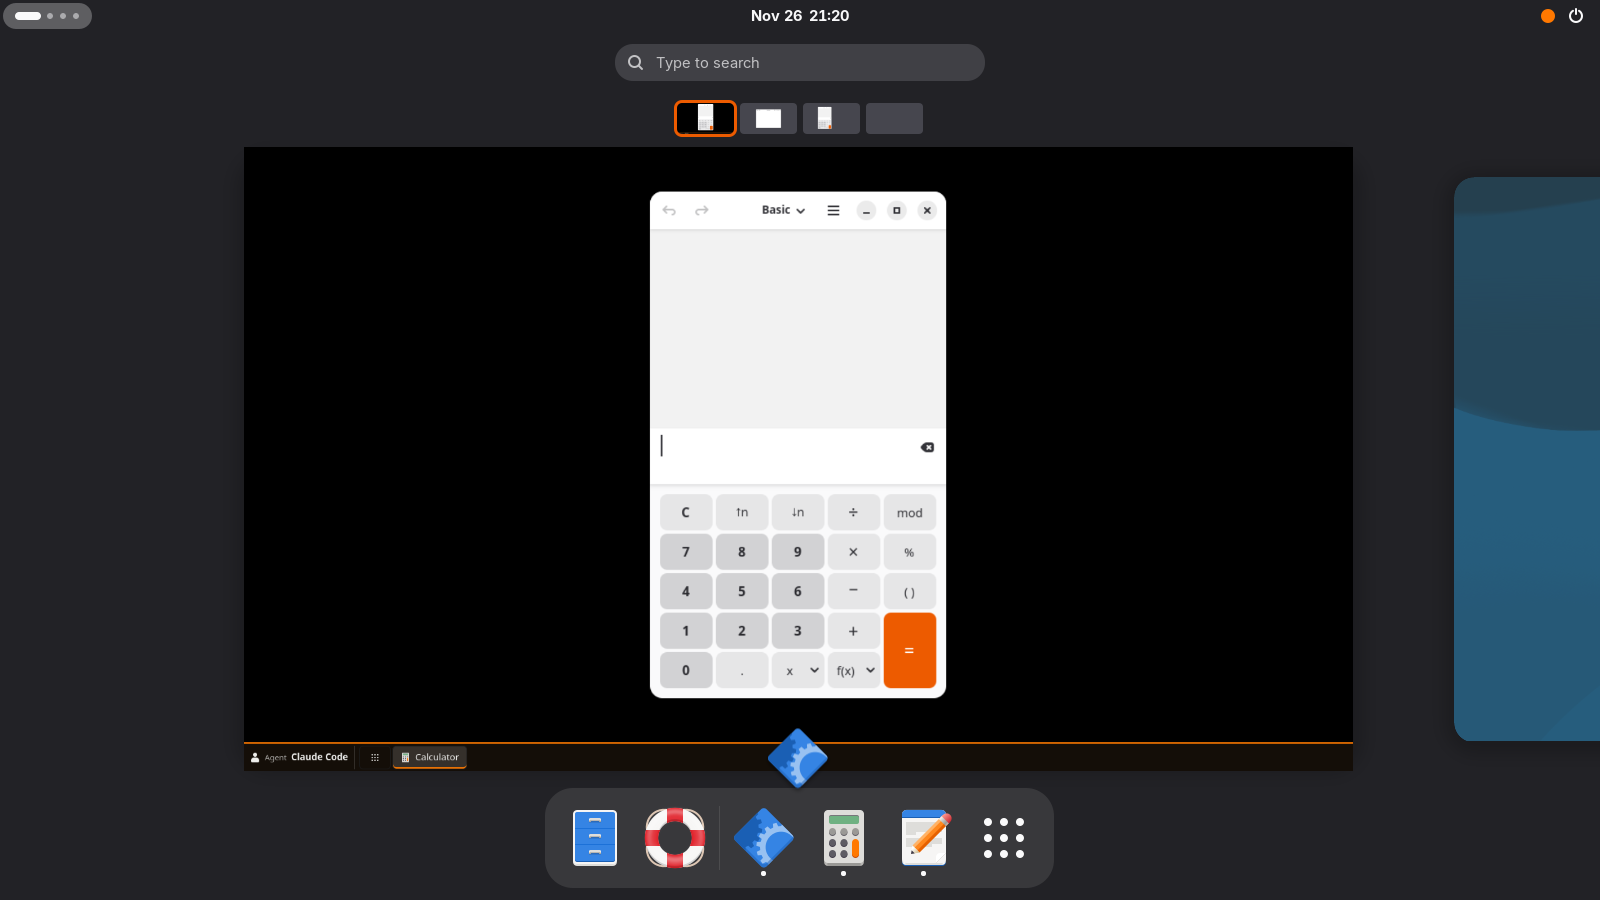 Nov 26 21:20
Type to search
Basic
C ↑n ↓n ÷ mod
7 8 9 × %
4 5 6 − ( )
1 2 3 +
=
0 . x f(x)
Agent Claude Code Calculator